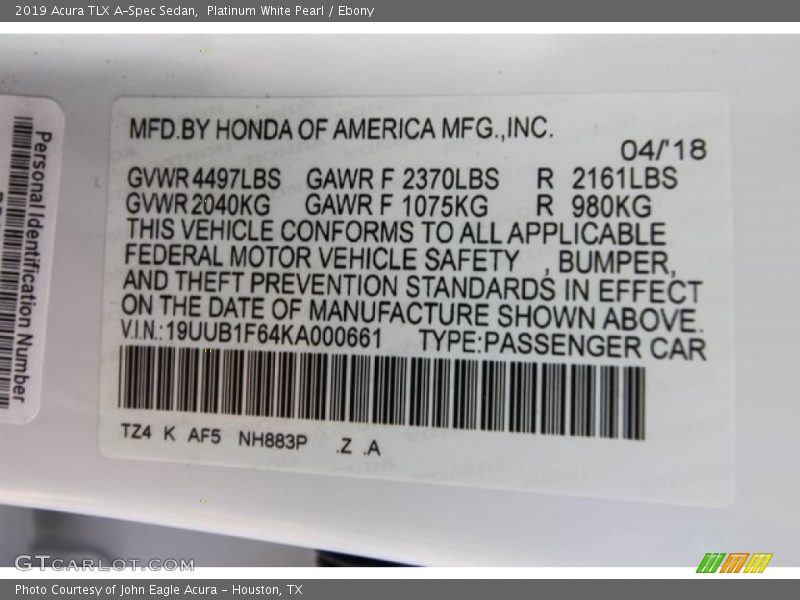 2019 Acura TLX A-Spec Sedan, Platinum White Pearl / Ebony
Personal Identification Number
MFD.BY HONDA OF AMERICA MFG.,INC.
04/'18
GVWR 4497LBS GAWR F 2370LBS R 2161LBS
GVWR 2040KG GAWR F 1075KG R 980KG
THIS VEHICLE CONFORMS TO ALL APPLICABLE
FEDERAL MOTOR VEHICLE SAFETY , BUMPER,
AND THEFT PREVENTION STANDARDS IN EFFECT
ON THE DATE OF MANUFACTURE SHOWN ABOVE.
V.I.N.:19UUB1F64KA000661 TYPE:PASSENGER CAR
TZ4 K AF5 NH883P .Z .A
GTCARLOT.COM
Photo Courtesy of John Eagle Acura - Houston, TX